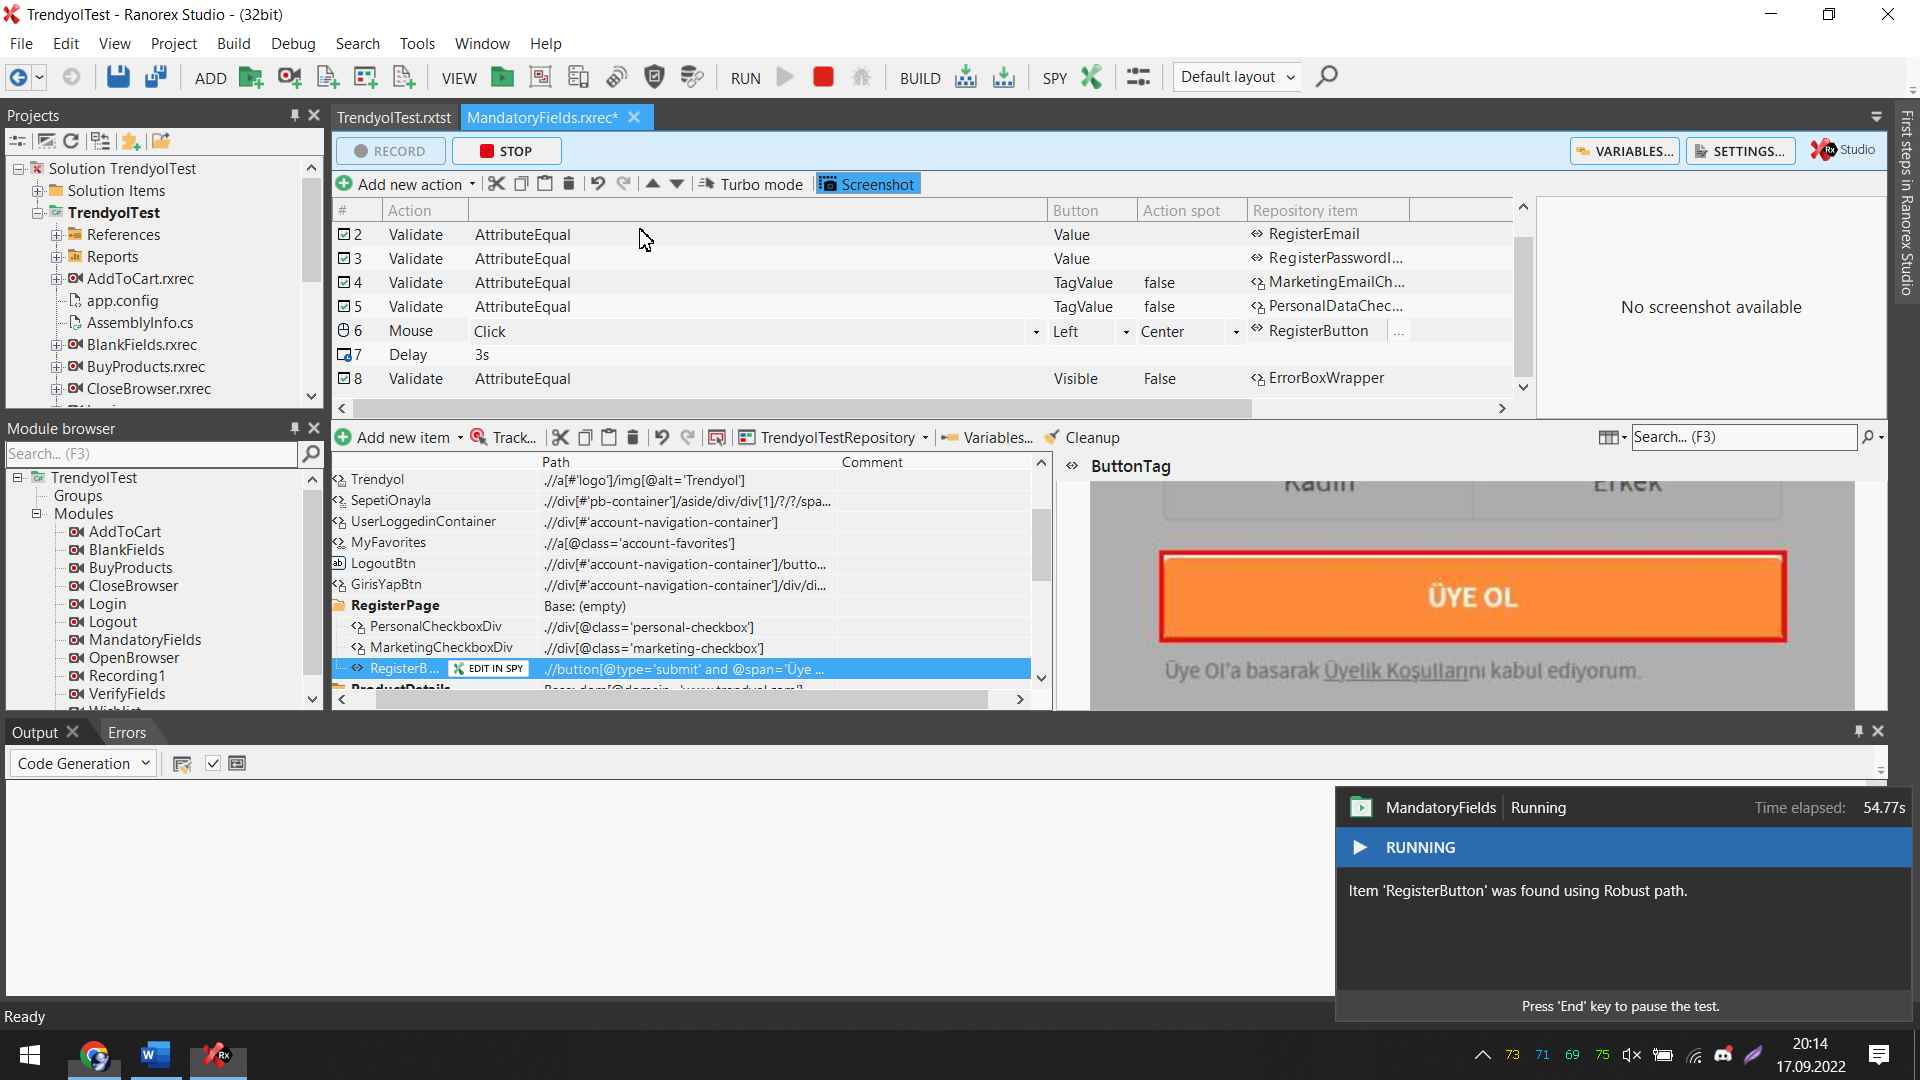 TrendyolTest - Ranorex Studio - (32bit)
File Edit View Project Build Debug Search Tools Window Help
ADD VIEW RUN BUILD SPY Default layout
Projects
Solution TrendyolTest
Solution Items
TrendyolTest
References
Reports
AddToCart.rxrec
app.config
AssemblyInfo.cs
BlankFields.rxrec
BuyProducts.rxrec
CloseBrowser.rxrec
Module browser
Search... (F3)
TrendyolTest
Groups
Modules
AddToCart
BlankFields
BuyProducts
CloseBrowser
Login
Logout
MandatoryFields
OpenBrowser
Recording1
VerifyFields
TrendyolTest.rxtst MandatoryFields.rxrec*
RECORD STOP VARIABLES... SETTINGS... Rx Studio
Add new action Turbo mode Screenshot
# Action Button Action spot Repository item
2 Validate AttributeEqual Value RegisterEmail
3 Validate AttributeEqual Value RegisterPasswordI...
4 Validate AttributeEqual TagValue false MarketingEmailCh...
5 Validate AttributeEqual TagValue false PersonalDataChec...
6 Mouse Click Left Center RegisterButton ...
7 Delay 3s
8 Validate AttributeEqual Visible False ErrorBoxWrapper
No screenshot available
First steps in Ranorex Studio
Add new item Track... TrendyolTestRepository Variables... Cleanup Search... (F3)
Path Comment
Trendyol .//a[#'logo']/img[@alt='Trendyol']
SepetiOnayla .//div[#'pb-container']/aside/div/div[1]/?/?/spa...
UserLoggedinContainer .//div[#'account-navigation-container']
MyFavorites .//a[@class='account-favorites']
LogoutBtn .//div[#'account-navigation-container']/butto...
GirisYapBtn .//div[#'account-navigation-container']/div/di...
RegisterPage Base: (empty)
PersonalCheckboxDiv .//div[@class='personal-checkbox']
MarketingCheckboxDiv .//div[@class='marketing-checkbox']
RegisterB... EDIT IN SPY .//button[@type='submit' and @span='Üye ...
ProductDetails Base: dom[@domain='www.trendyol.com']
ButtonTag
Kadın Erkek
ÜYE OL
Üye Ol'a basarak Üyelik Koşullarını kabul ediyorum.
Output Errors
Code Generation
MandatoryFields Running Time elapsed: 54.77s
RUNNING
Item 'RegisterButton' was found using Robust path.
Press 'End' key to pause the test.
Ready
73 71 69 75
20:14
17.09.2022